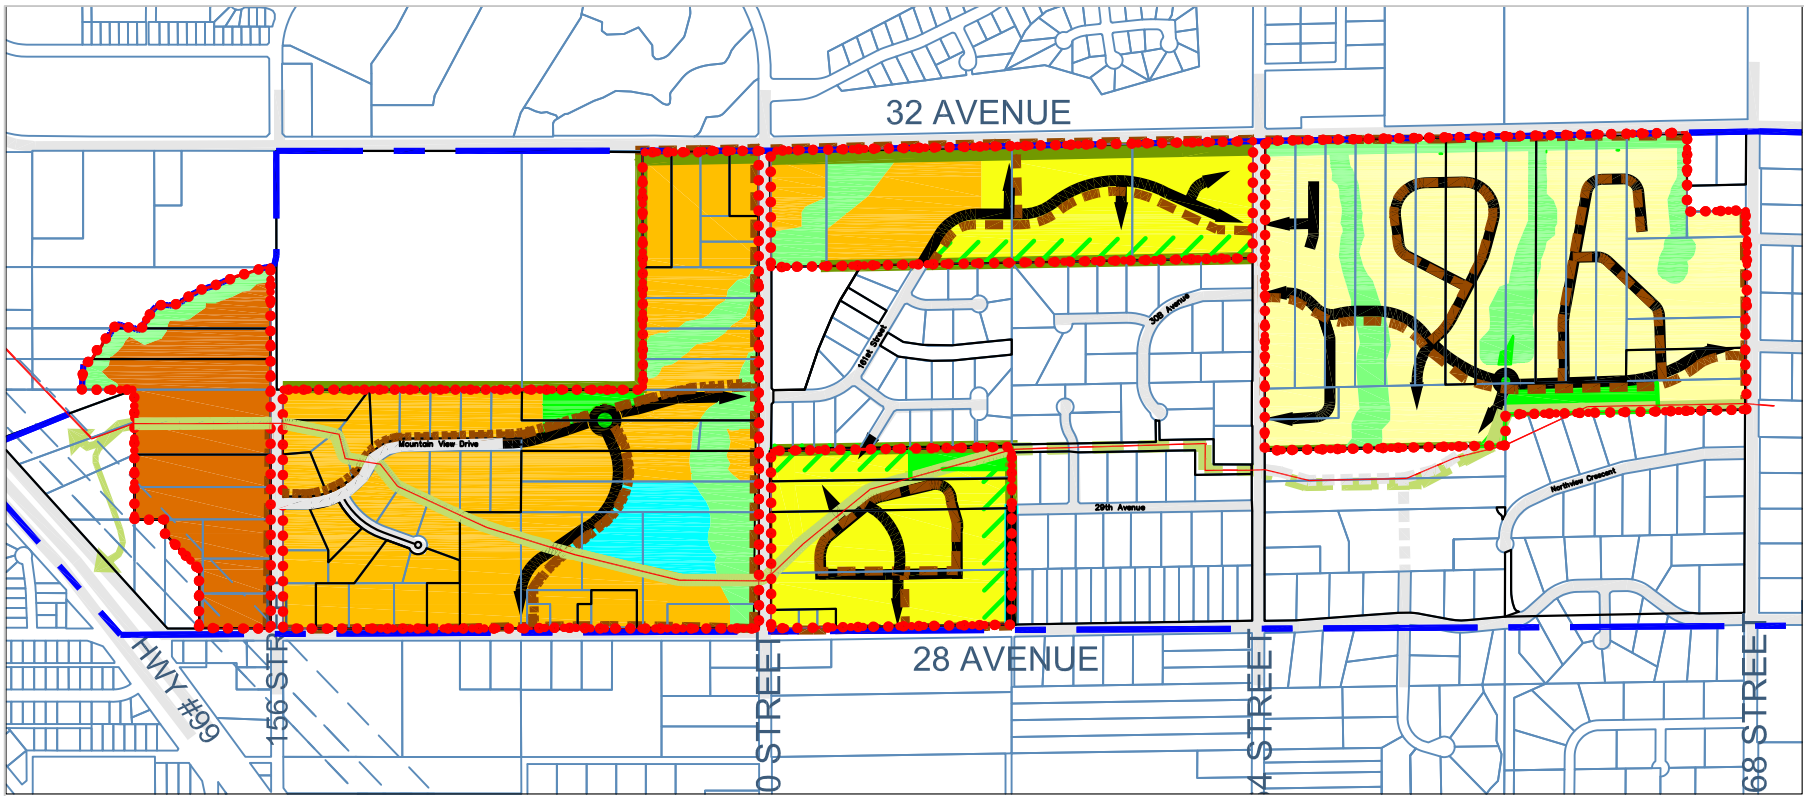 32 AVENUE
30B Avenue
161st Street
Mountain View Drive
Northview Crescent
29th Avenue
28 AVENUE
HWY #99
156 STR
0 STREET
4 STREET
68 STREET